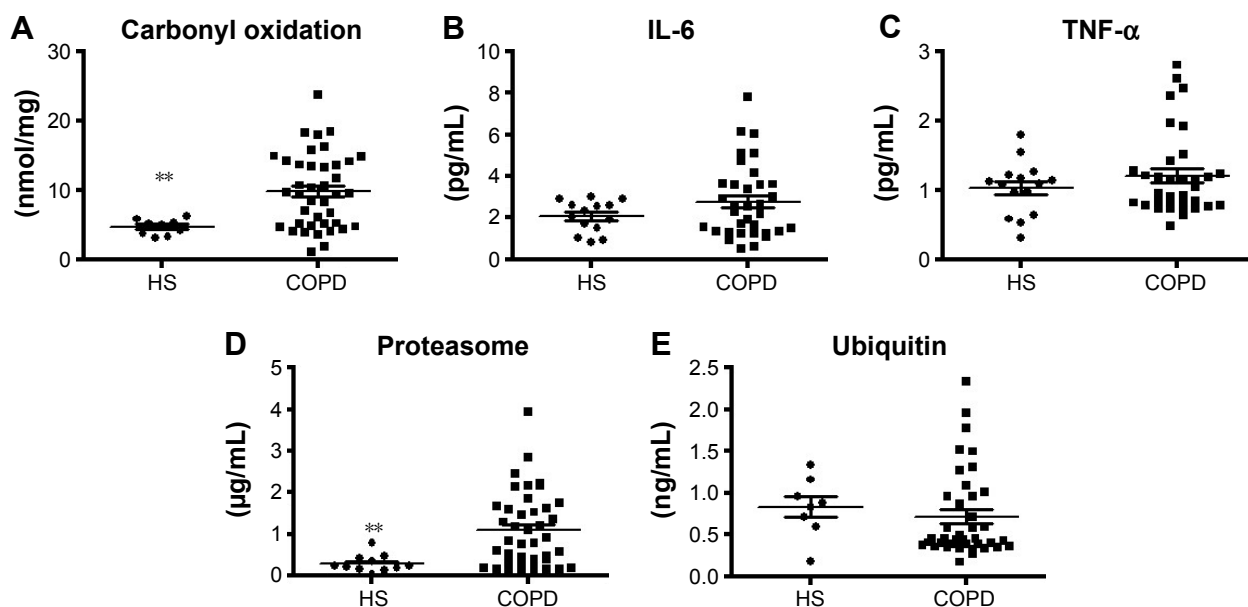 A Carbonyl oxidation
(nmol/mg)
30
20
10
0
**
HS COPD
B IL-6
(pg/mL)
10
8
6
4
2
0
HS COPD
C TNF-α
(pg/mL)
3
2
1
0
HS COPD
D Proteasome
(µg/mL)
5
4
3
2
1
0
**
HS COPD
E Ubiquitin
(ng/mL)
2.5
2.0
1.5
1.0
0.5
0.0
HS COPD